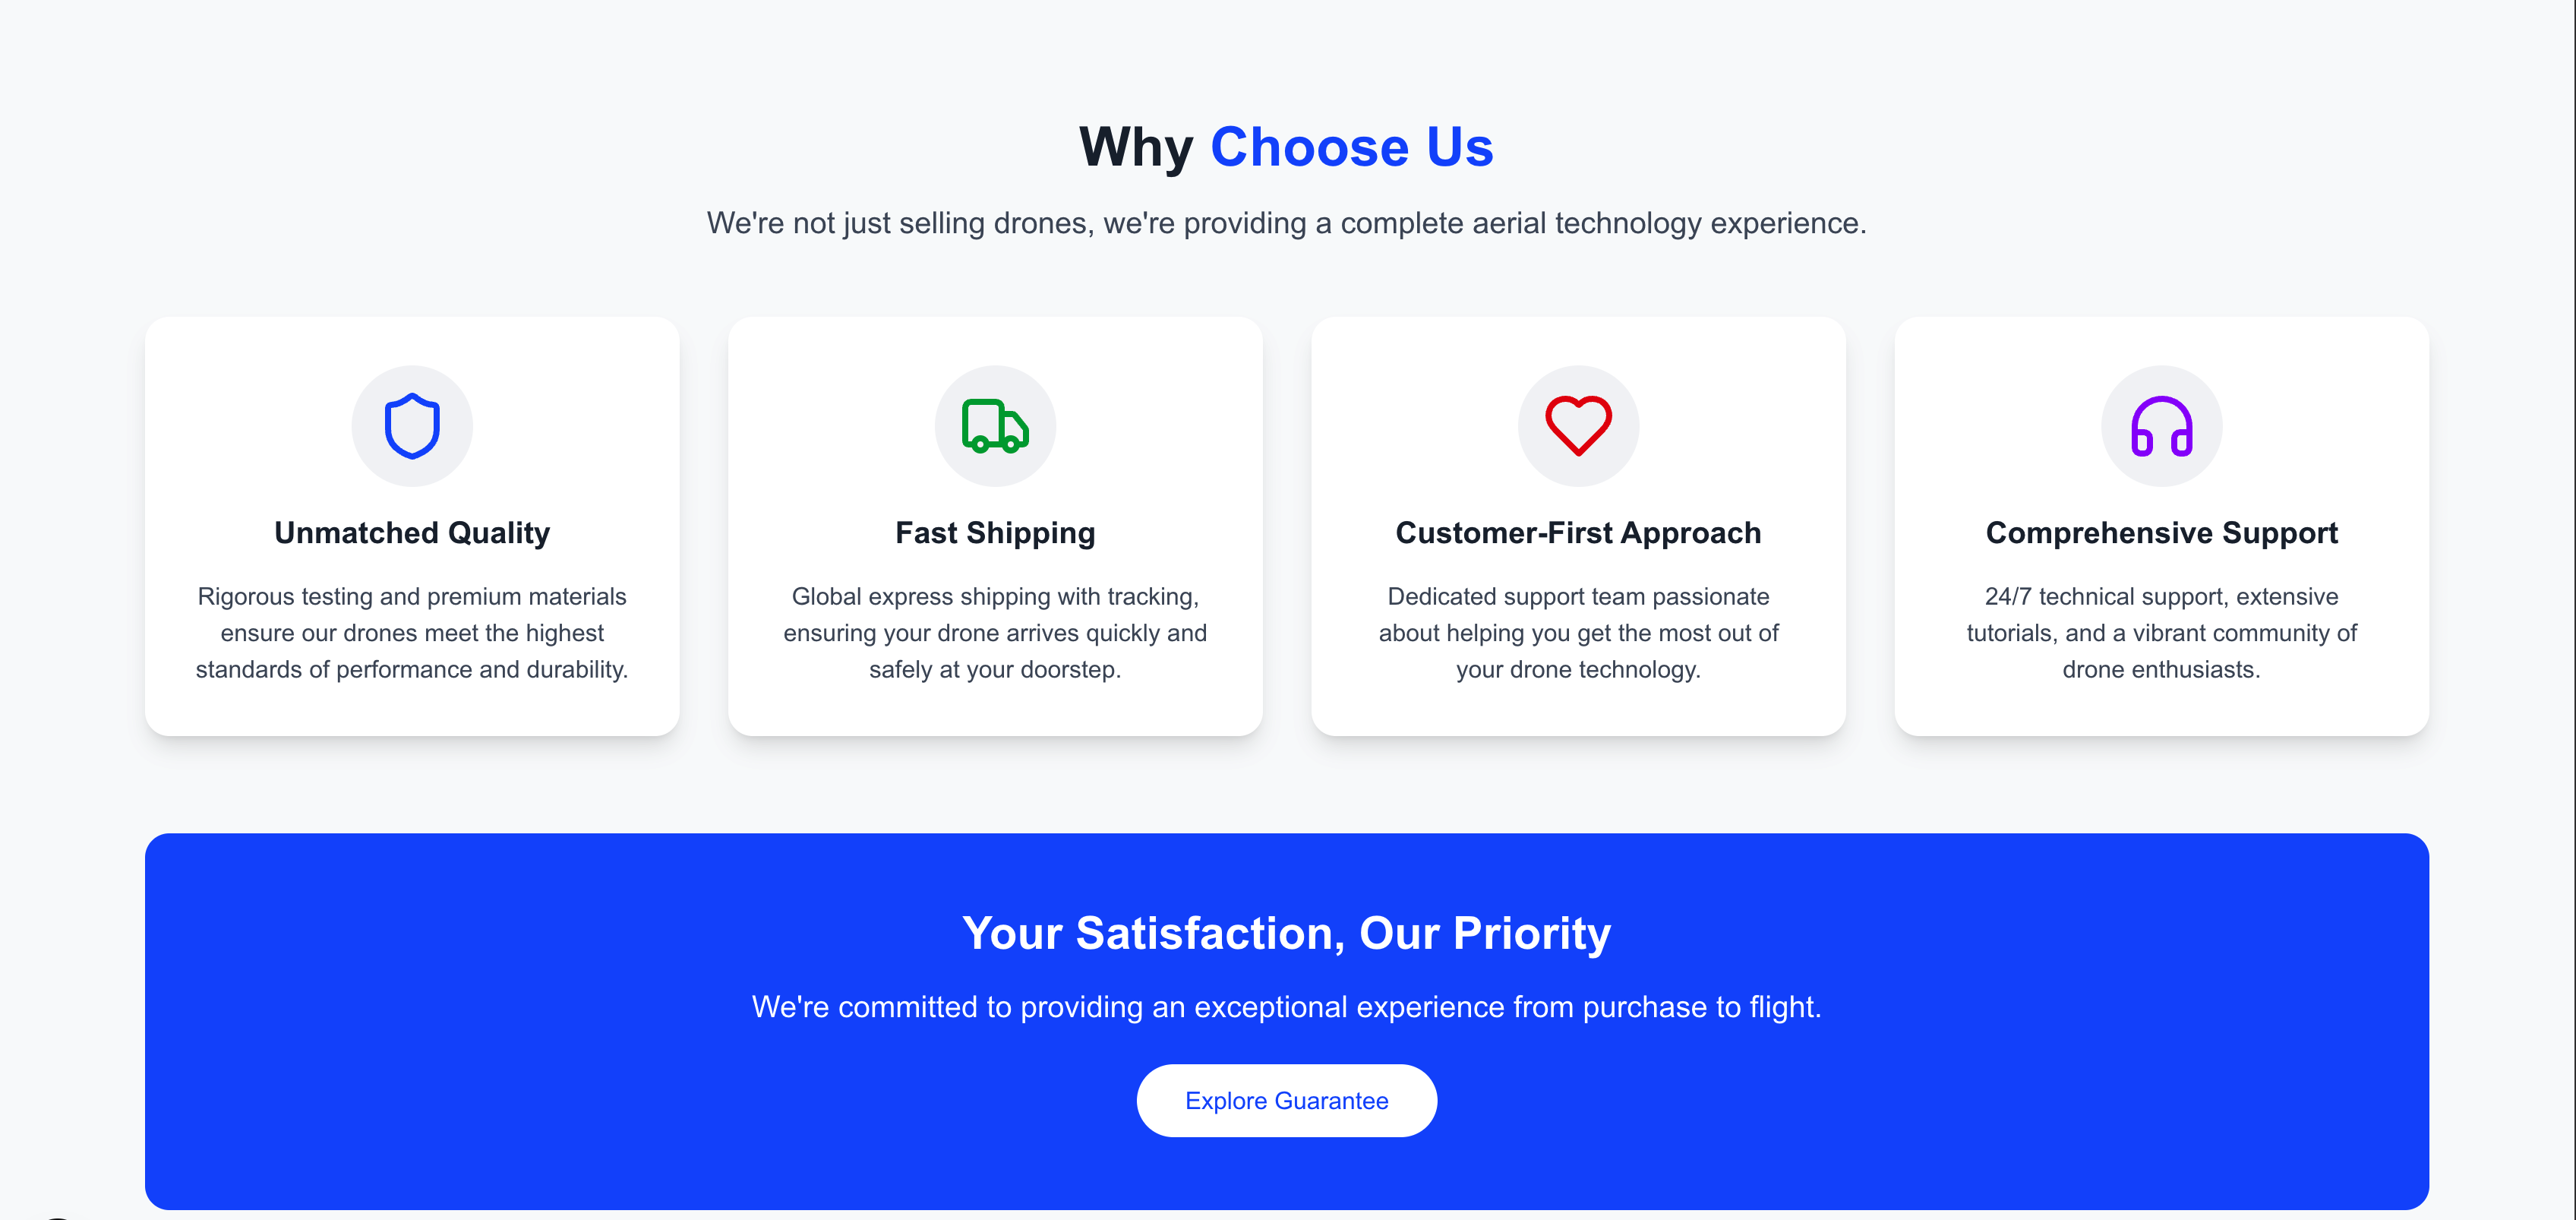 Why Choose Us
We're not just selling drones, we're providing a complete aerial technology experience.
Unmatched Quality
Rigorous testing and premium materials
ensure our drones meet the highest
standards of performance and durability.
Fast Shipping
Global express shipping with tracking,
ensuring your drone arrives quickly and
safely at your doorstep.
Customer-First Approach
Dedicated support team passionate
about helping you get the most out of
your drone technology.
Comprehensive Support
24/7 technical support, extensive
tutorials, and a vibrant community of
drone enthusiasts.
Your Satisfaction, Our Priority
We're committed to providing an exceptional experience from purchase to flight.
Explore Guarantee